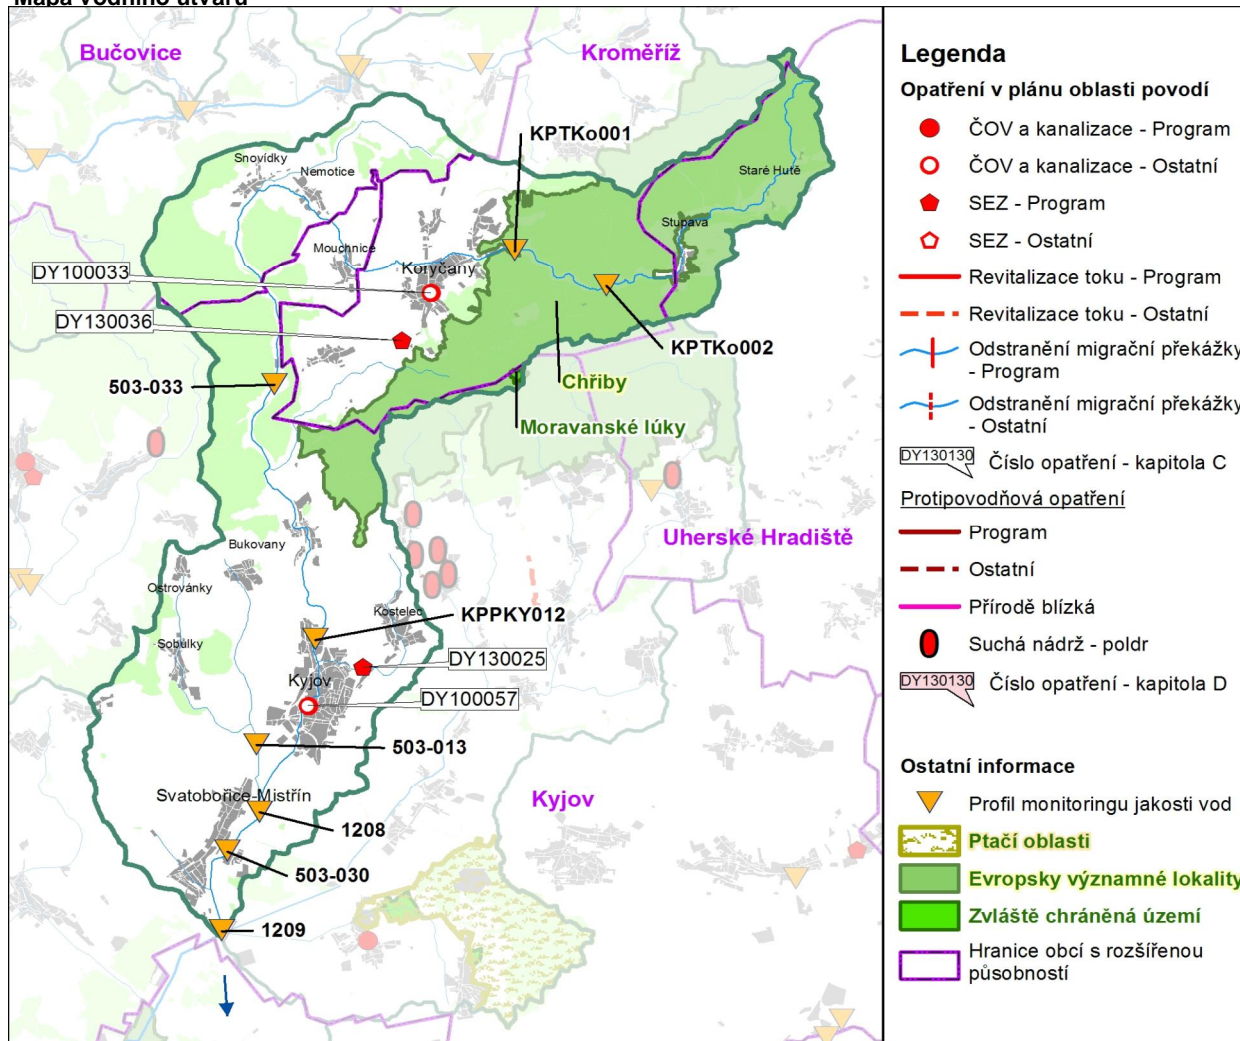 Mapa vodního útvaru
Bučovice
Kroměříž
KPTKo001
Snovídky
Nemotice
Staré Hutě
Stupava
Mouchnice
Koryčany
DY100033
DY130036
KPTKo002
503-033
Chřiby
Moravanské lúky
Uherské Hradiště
Bukovany
Ostrovánky
Kostelec
KPPKY012
Sobůlky
DY130025
Kyjov
DY100057
503-013
Svatobořice-Mistřín
Kyjov
1208
503-030
1209
Legenda
Opatření v plánu oblasti povodí
ČOV a kanalizace - Program
ČOV a kanalizace - Ostatní
SEZ - Program
SEZ - Ostatní
Revitalizace toku - Program
Revitalizace toku - Ostatní
Odstranění migrační překážky
- Program
Odstranění migrační překážky
- Ostatní
DY130130
Číslo opatření - kapitola C
Protipovodňová opatření
Program
Ostatní
Přírodě blízká
Suchá nádrž - poldr
DY130130
Číslo opatření - kapitola D
Ostatní informace
Profil monitoringu jakosti vod
Ptačí oblasti
Evropsky významné lokality
Zvláště chráněná území
Hranice obcí s rozšířenou
působností